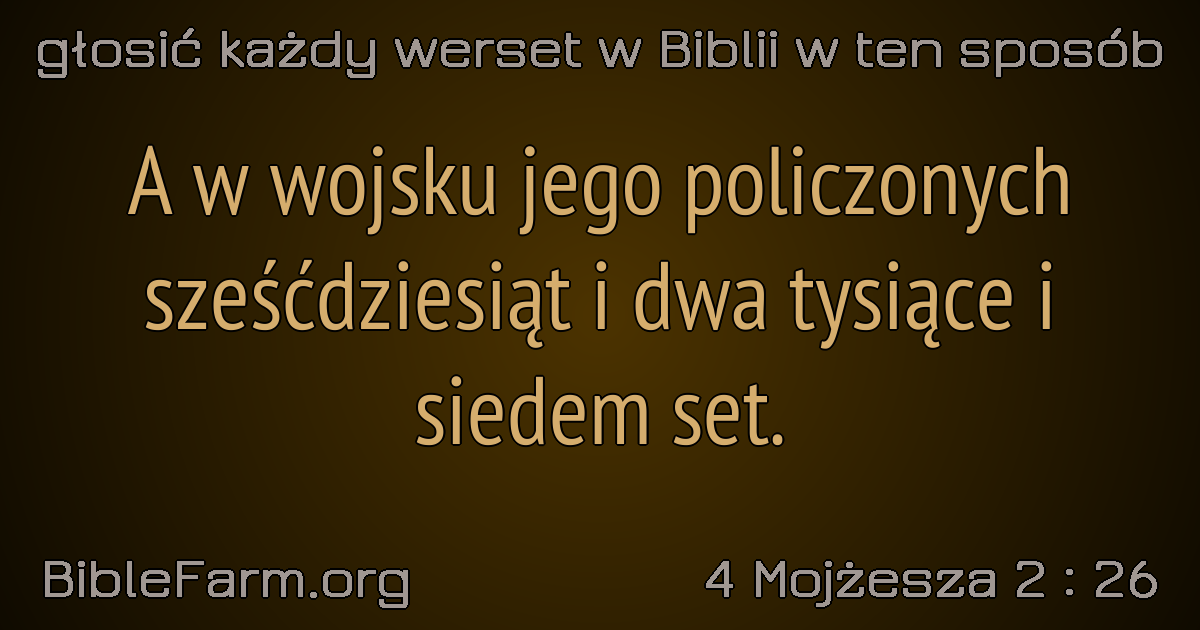 głosić każdy werset w Biblii w ten sposób
A w wojsku jego policzonych
sześćdziesiąt i dwa tysiące i
siedem set.
BibleFarm.org
4 Mojżesza 2 : 26